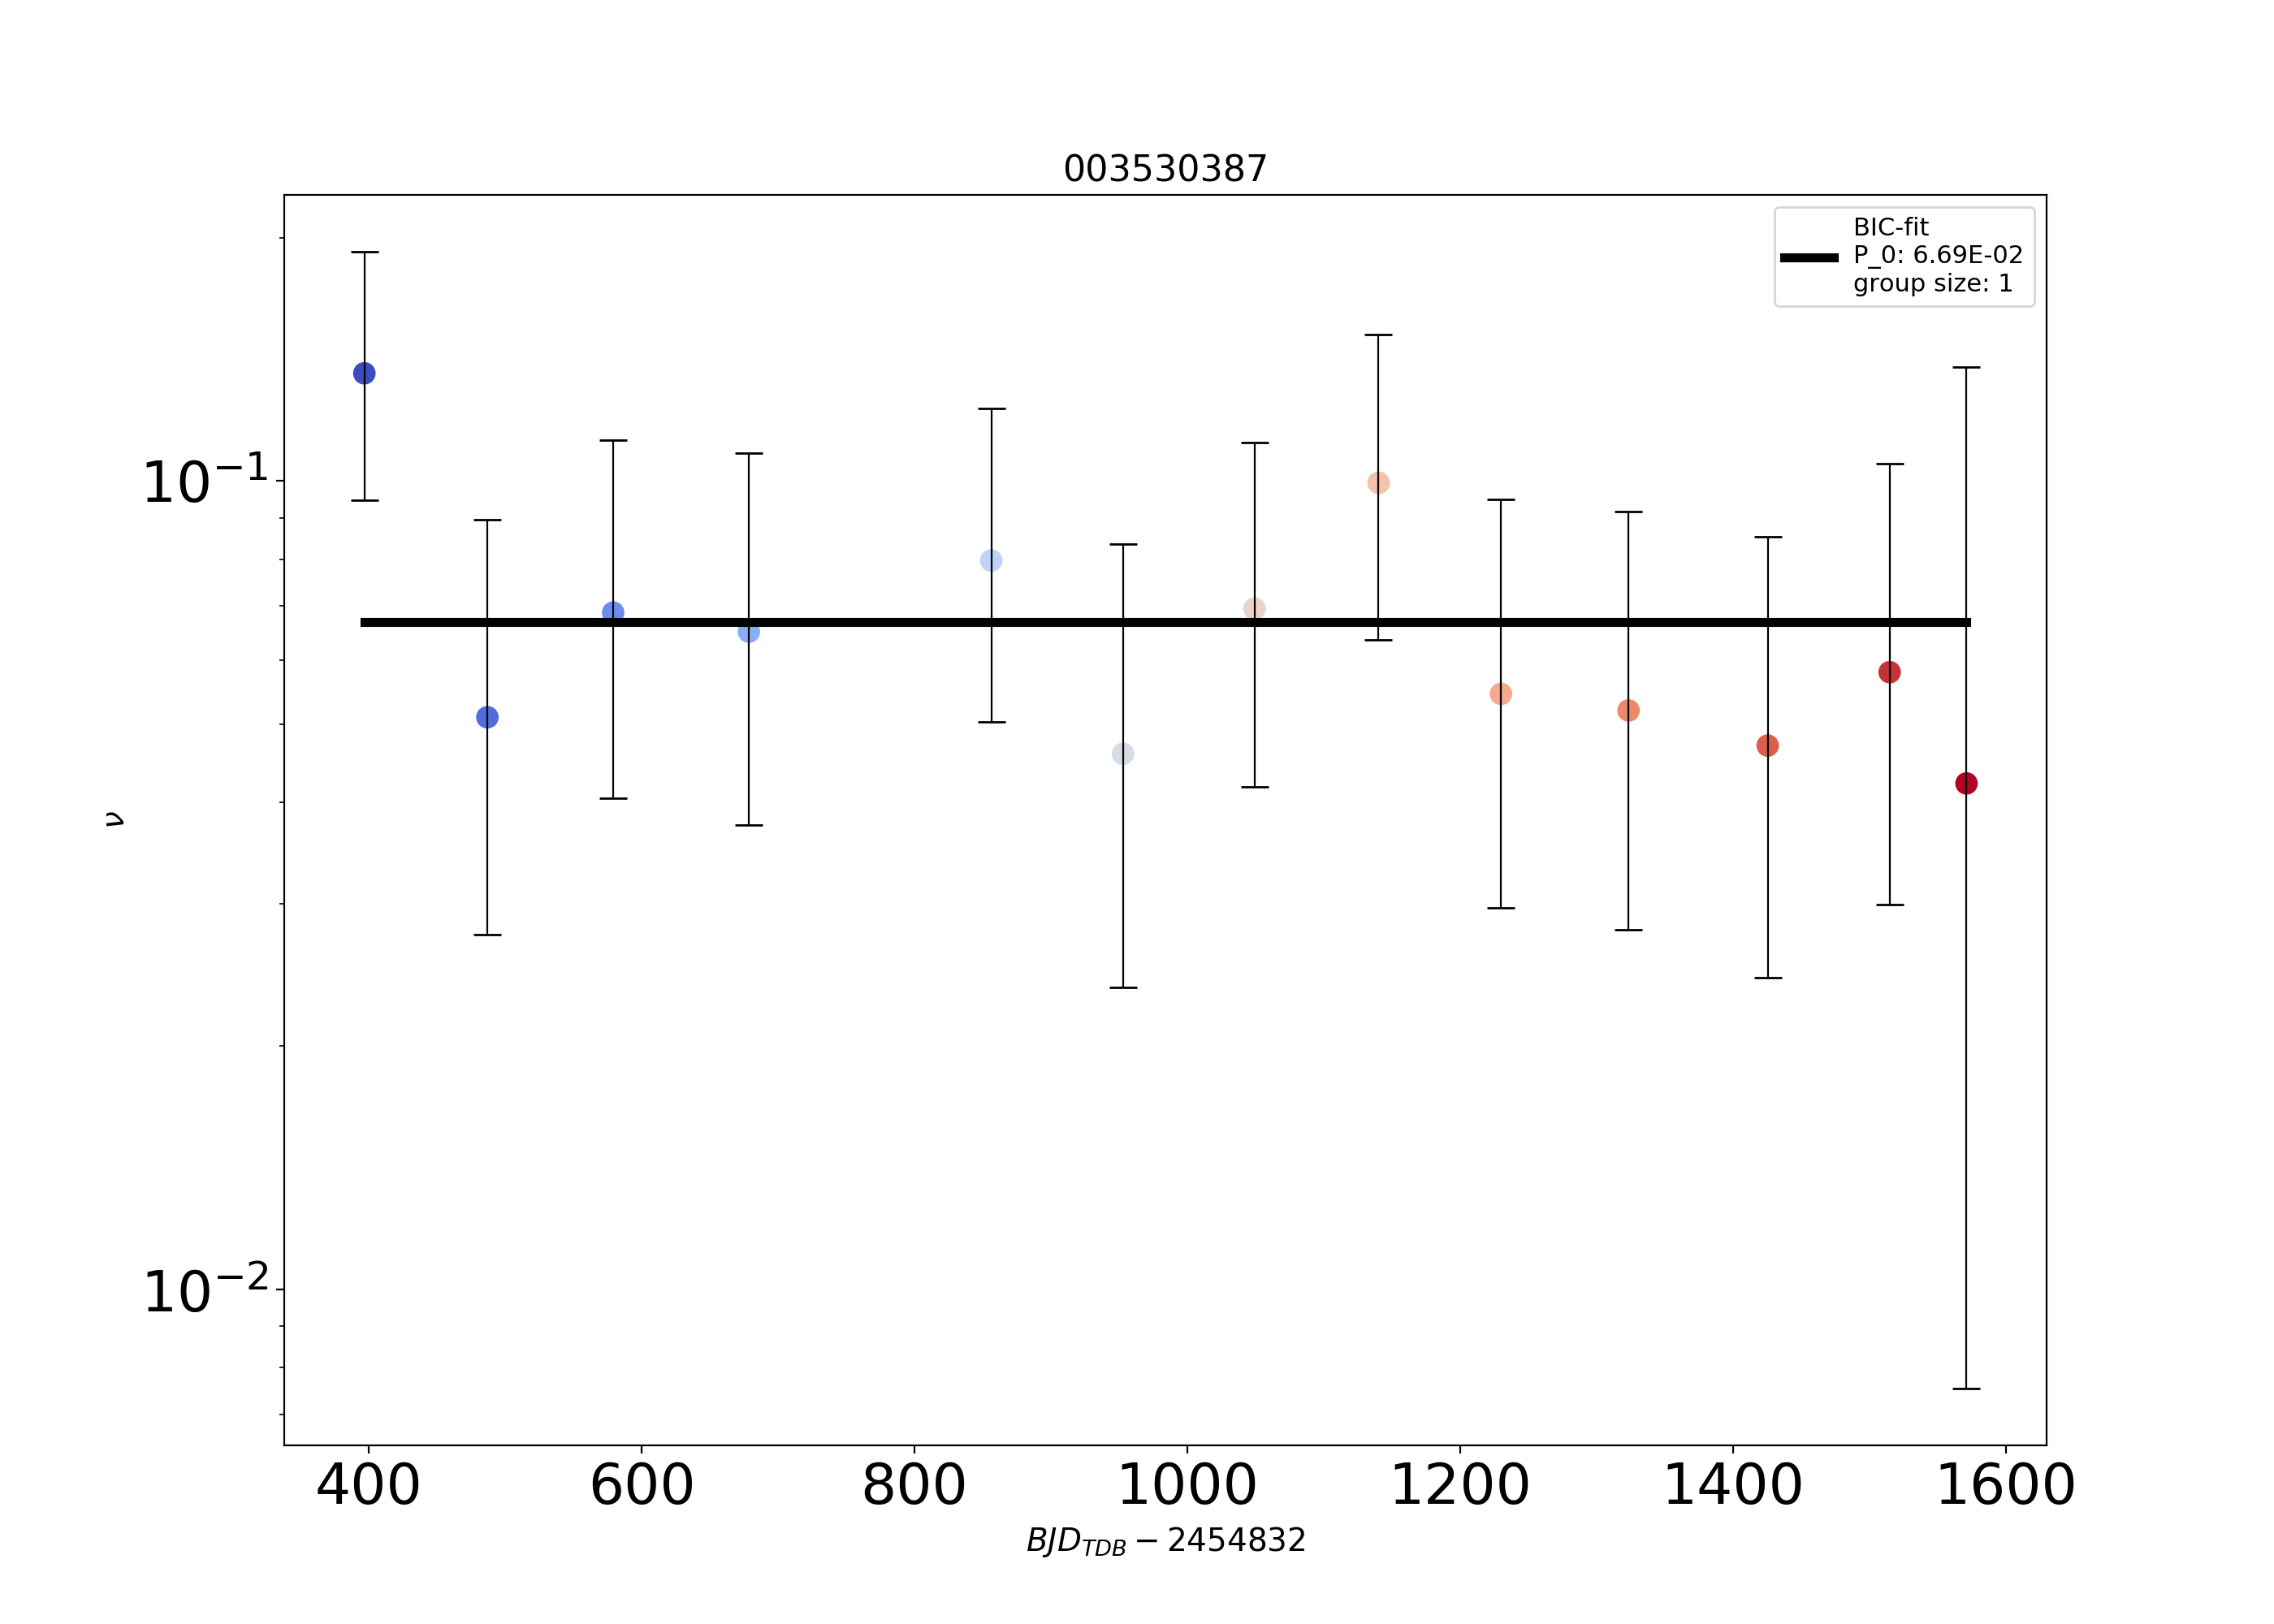 003530387
BIC-fit
P_0: 6.69E-02
group size: 1
10⁻¹
10⁻²
ν
400 600 800 1000 1200 1400 1600
BJD_TDB − 2454832